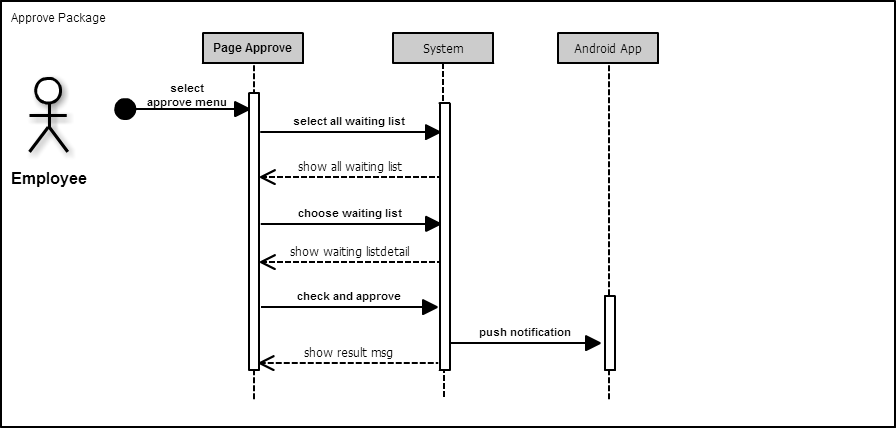 Approve Package
Page Approve
System
Android App
select
approve menu
Employee
select all waiting list
show all waiting list
choose waiting list
show waiting listdetail
check and approve
push notification
show result msg